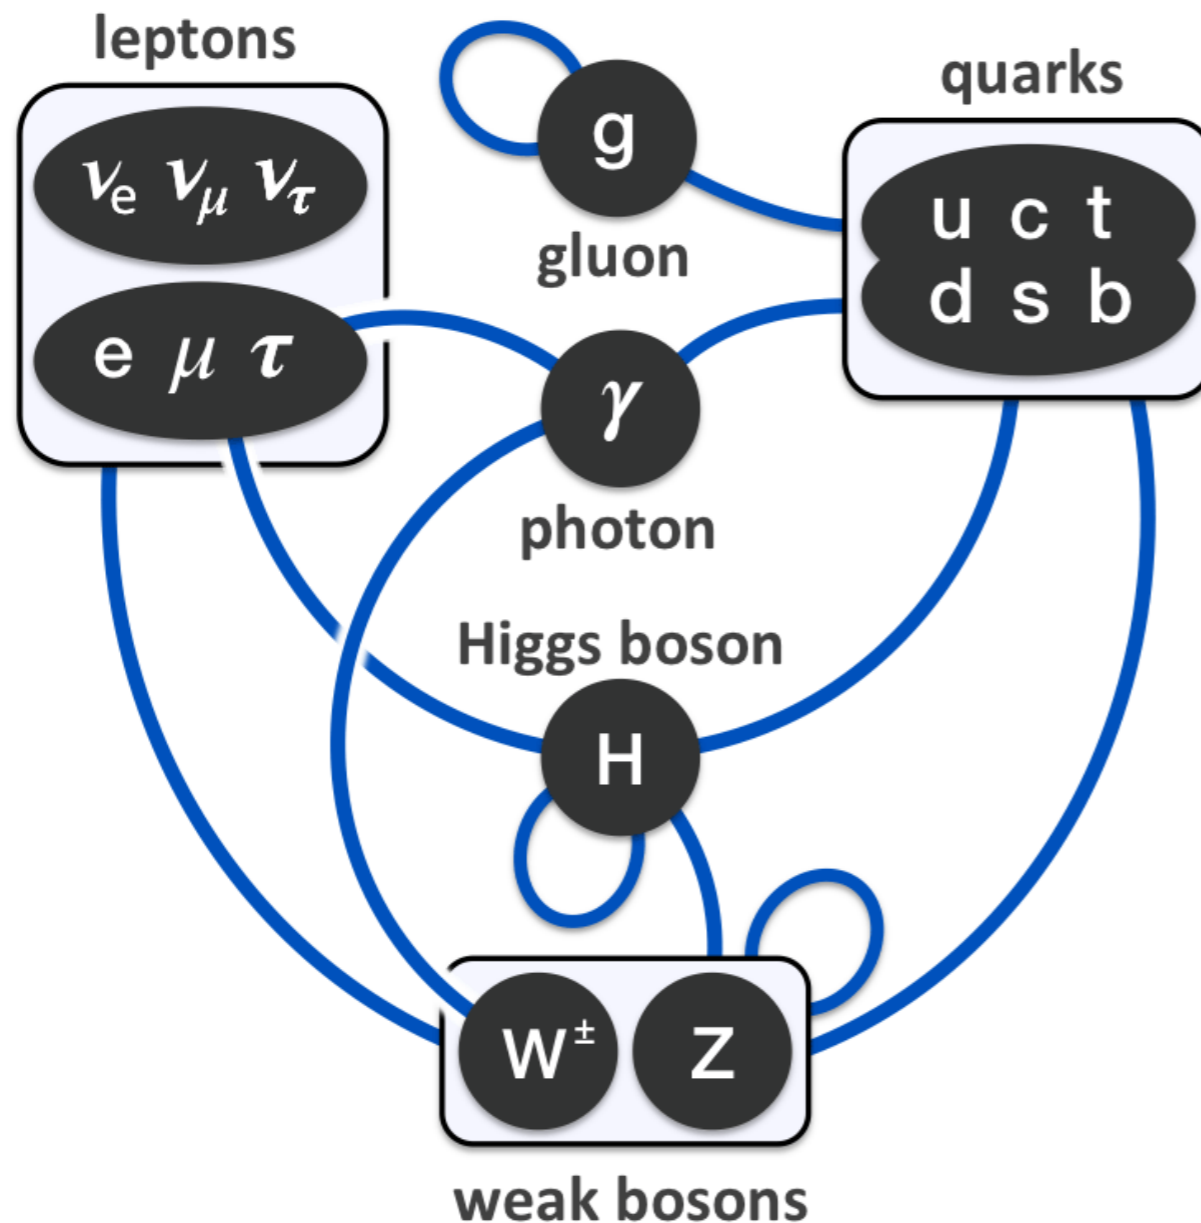 leptons
νe νμ ντ
e μ τ
g
gluon
quarks
u c t
d s b
γ
photon
Higgs boson
H
W±
Z
weak bosons